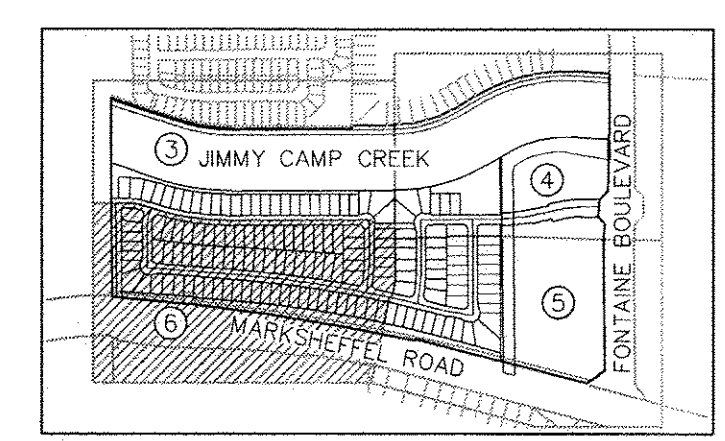 3 JIMMY CAMP CREEK
4
FONTAINE BOULEVARD
5
6
MARKSHEFFEL ROAD